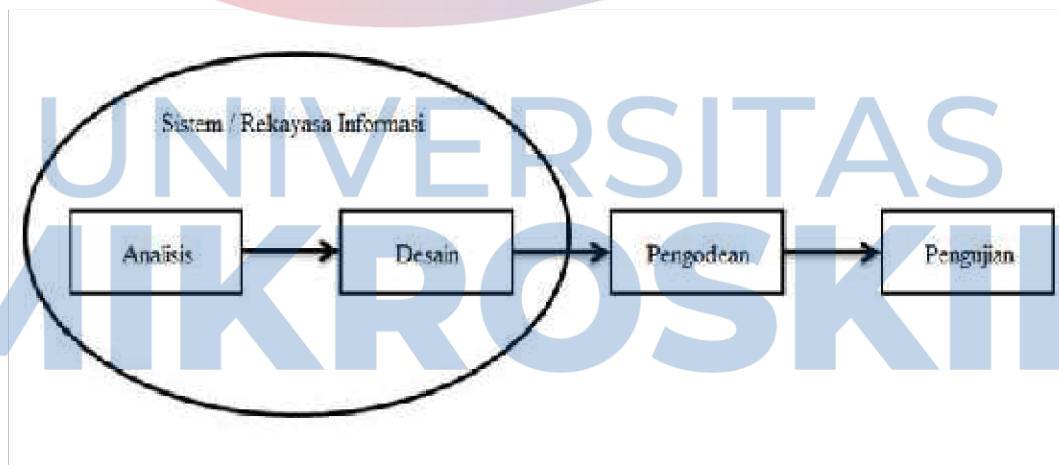 UNIVERSITAS
MIKROSKIL
Sistem / Rekayasa Informasi
Analisis
Desain
Pengodean
Pengujian